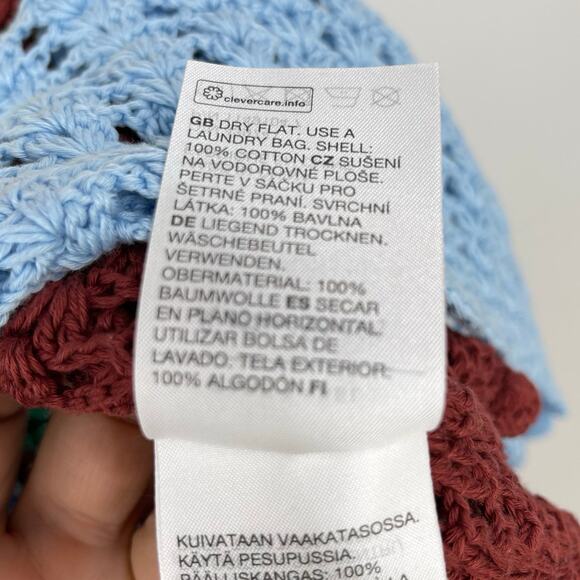 clevercare.info
GB DRY FLAT. USE A
LAUNDRY BAG. SHELL:
100% COTTON CZ SUŠENÍ
NA VODOROVNÉ PLOŠE.
PERTE V SÁČKU PRO
ŠETRNÉ PRANÍ. SVRCHNÍ
LÁTKA: 100% BAVLNA
DE LIEGEND TROCKNEN.
WÄSCHEBEUTEL
VERWENDEN.
OBERMATERIAL: 100%
BAUMWOLLE ES SECAR
EN PLANO HORIZONTAL.
UTILIZAR BOLSA DE
LAVADO. TELA EXTERIOR:
100% ALGODÓN FI
KUIVATAAN VAAKATASOSSA.
KÄYTÄ PESUPUSSIA.
PÄÄLLISKANGAS: 100%